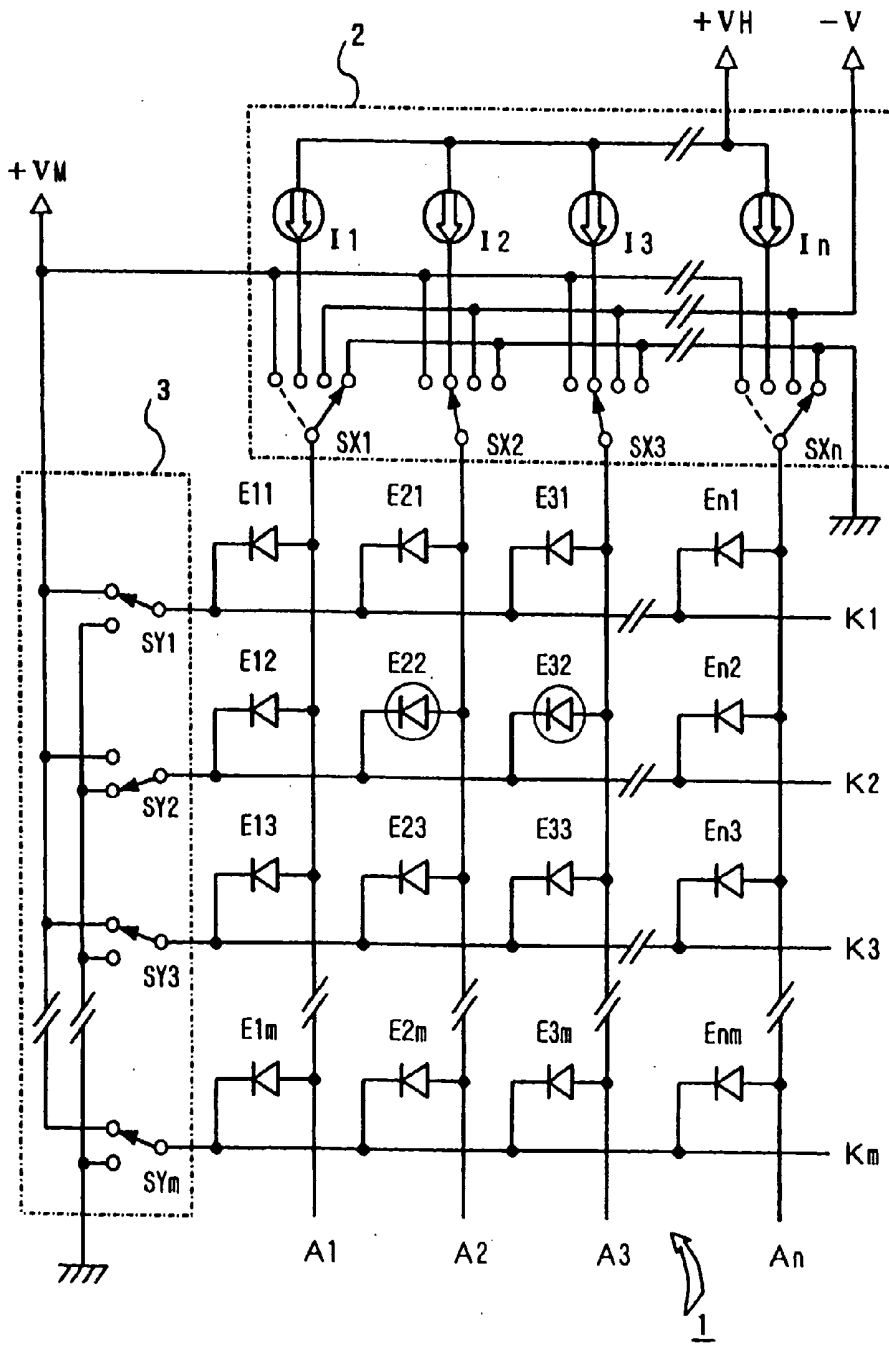 2
+VH
-V
+VM
I1
I2
I3
In
3
SX1
SX2
SX3
SXn
E11
E21
E31
En1
SY1
K1
E12
E22
E32
En2
SY2
K2
E13
E23
E33
En3
SY3
K3
E1m
E2m
E3m
Enm
SYm
Km
A1
A2
A3
An
1